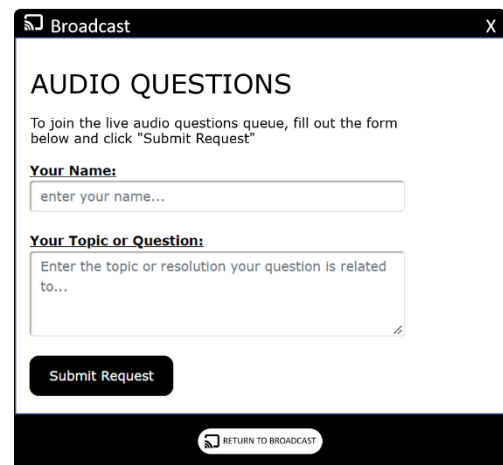 Broadcast X
AUDIO QUESTIONS
To join the live audio questions queue, fill out the form
below and click "Submit Request"
Your Name:
enter your name...
Your Topic or Question:
Enter the topic or resolution your question is related
to...
Submit Request
RETURN TO BROADCAST